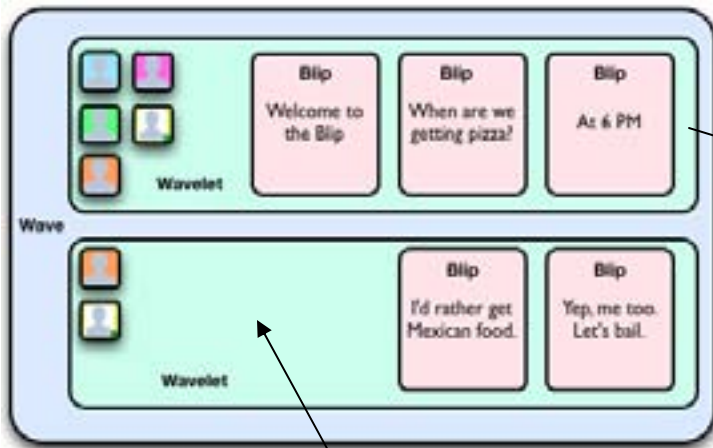 Blip
Welcome to
the Blip
Blip
When are we
getting pizza?
Blip
At 6 PM
Wavelet
Wave
Blip
I'd rather get
Mexican food.
Blip
Yep, me too.
Let's bail.
Wavelet